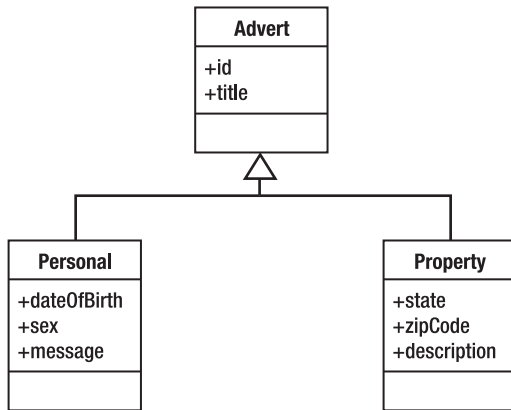 Advert
+id
+title
Personal
+dateOfBirth
+sex
+message
Property
+state
+zipCode
+description